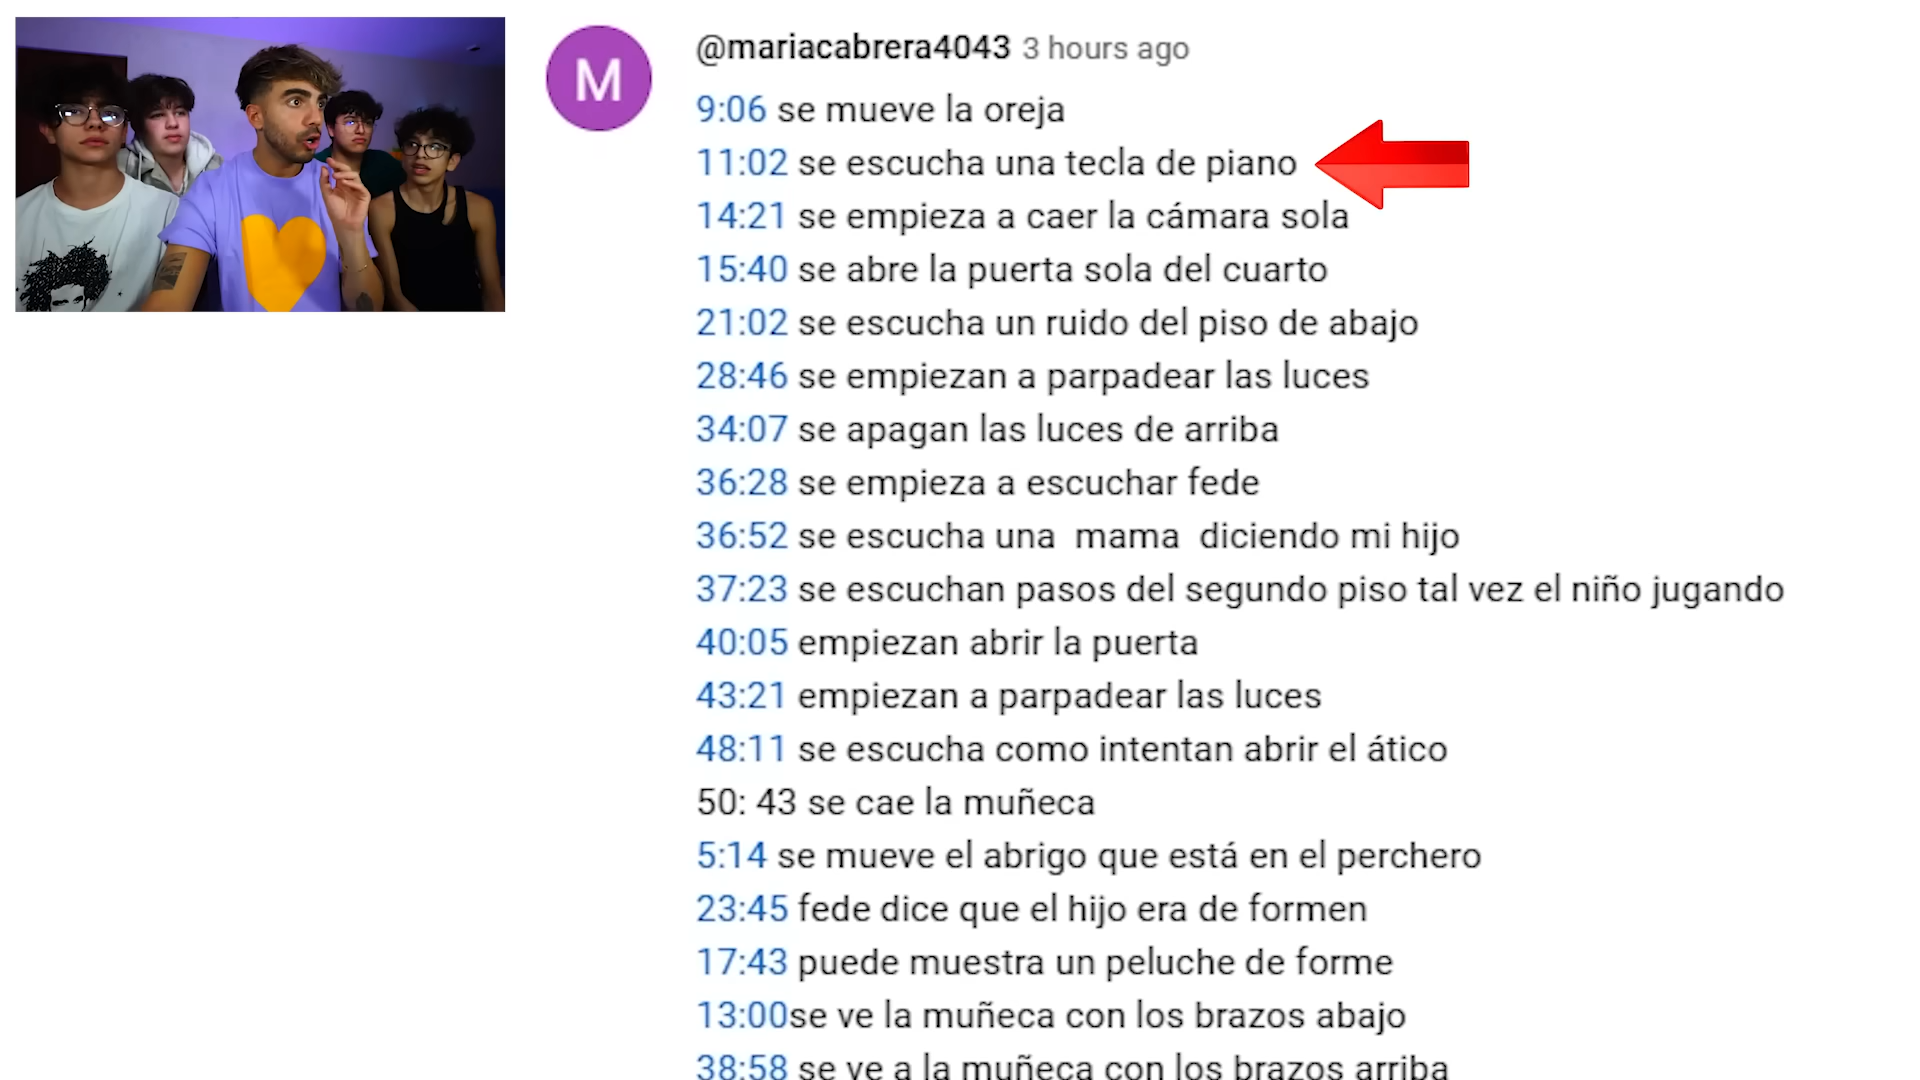 M
@mariacabrera4043 3 hours ago
9:06 se mueve la oreja
11:02 se escucha una tecla de piano
14:21 se empieza a caer la cámara sola
15:40 se abre la puerta sola del cuarto
21:02 se escucha un ruido del piso de abajo
28:46 se empiezan a parpadear las luces
34:07 se apagan las luces de arriba
36:28 se empieza a escuchar fede
36:52 se escucha una  mama  diciendo mi hijo
37:23 se escuchan pasos del segundo piso tal vez el niño jugando
40:05 empiezan abrir la puerta
43:21 empiezan a parpadear las luces
48:11 se escucha como intentan abrir el ático
50: 43 se cae la muñeca
5:14 se mueve el abrigo que está en el perchero
23:45 fede dice que el hijo era de formen
17:43 puede muestra un peluche de forme
13:00se ve la muñeca con los brazos abajo
38:58 se ve a la muñeca con los brazos arriba